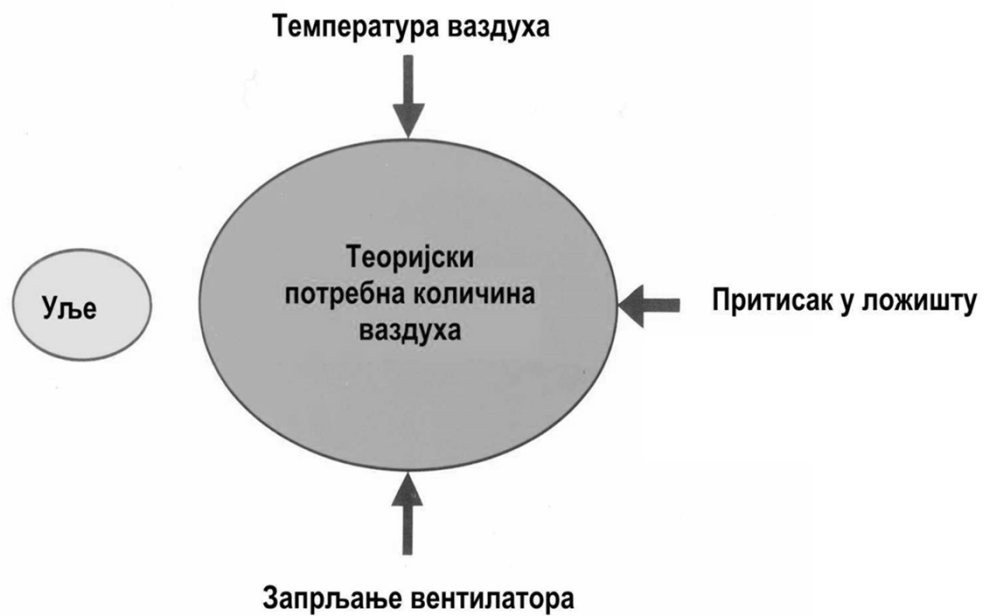 Температура ваздуха
Теоријски
потребна количина
ваздуха
Уље
Притисак у ложишту
Запрљање вентилатора